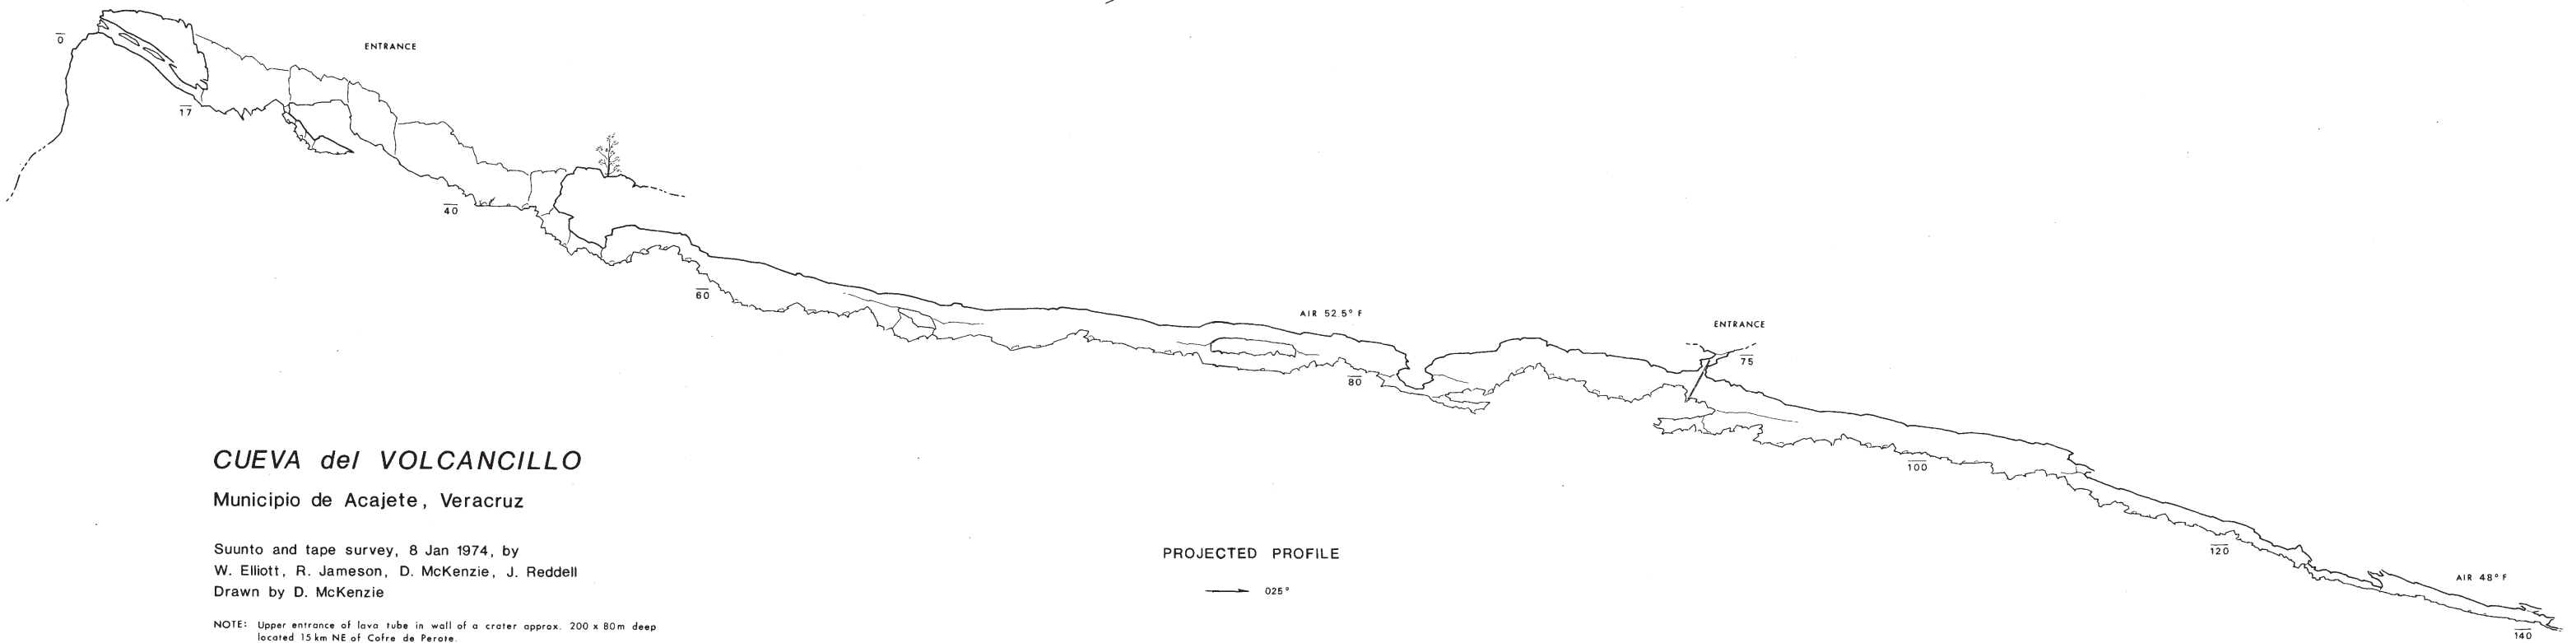 0
ENTRANCE
17
40
60
AIR 52.5° F
ENTRANCE
75
80
CUEVA del VOLCANCILLO
Municipio de Acajete, Veracruz
Suunto and tape survey, 8 Jan 1974, by
W. Elliott, R. Jameson, D. McKenzie, J. Reddell
Drawn by D. McKenzie
NOTE: Upper entrance of lava tube in wall of a crater approx. 200 x 80m deep
located 15 km NE of Cofre de Perote.
PROJECTED PROFILE
025°
100
120
AIR 48° F
140